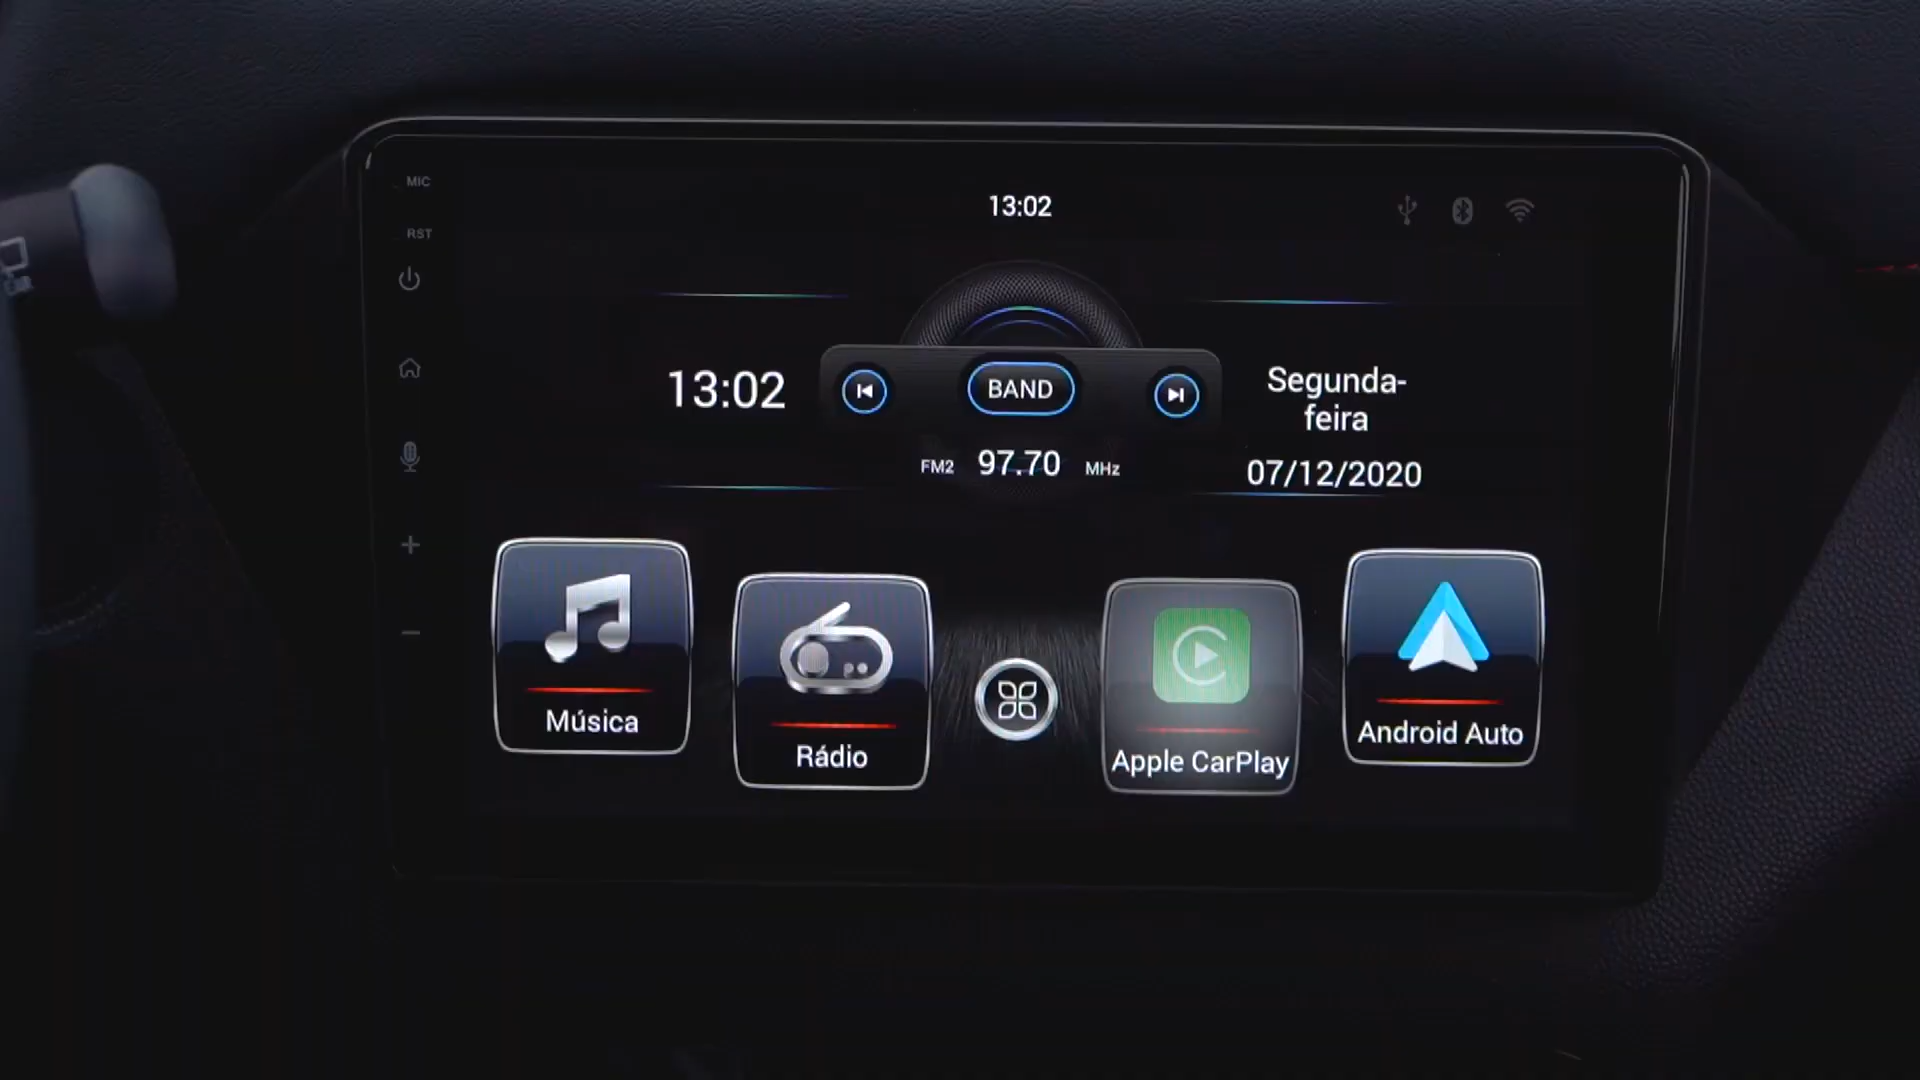 MIC
13:02
RST
13:02
BAND
Segunda-
feira
FM2 97.70 MHz
07/12/2020
Música
Rádio
Apple CarPlay
Android Auto